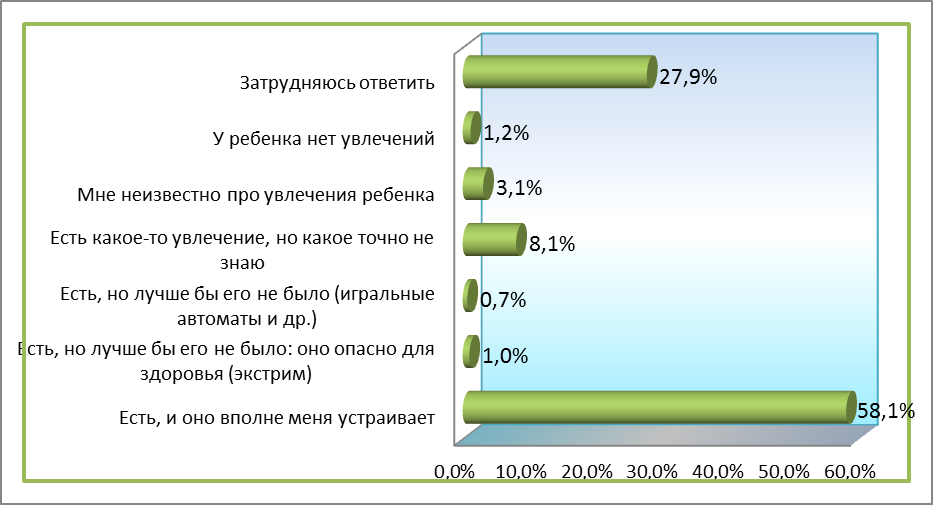 Затрудняюсь ответить
27,9%
У ребенка нет увлечений
1,2%
Мне неизвестно про увлечения ребенка
3,1%
Есть какое-то увлечение, но какое точно не
знаю
8,1%
Есть, но лучше бы его не было (игральные
автоматы и др.)
0,7%
Есть, но лучше бы его не было: оно опасно для
здоровья (экстрим)
1,0%
Есть, и оно вполне меня устраивает
58,1%
0,0% 10,0% 20,0% 30,0% 40,0% 50,0% 60,0%